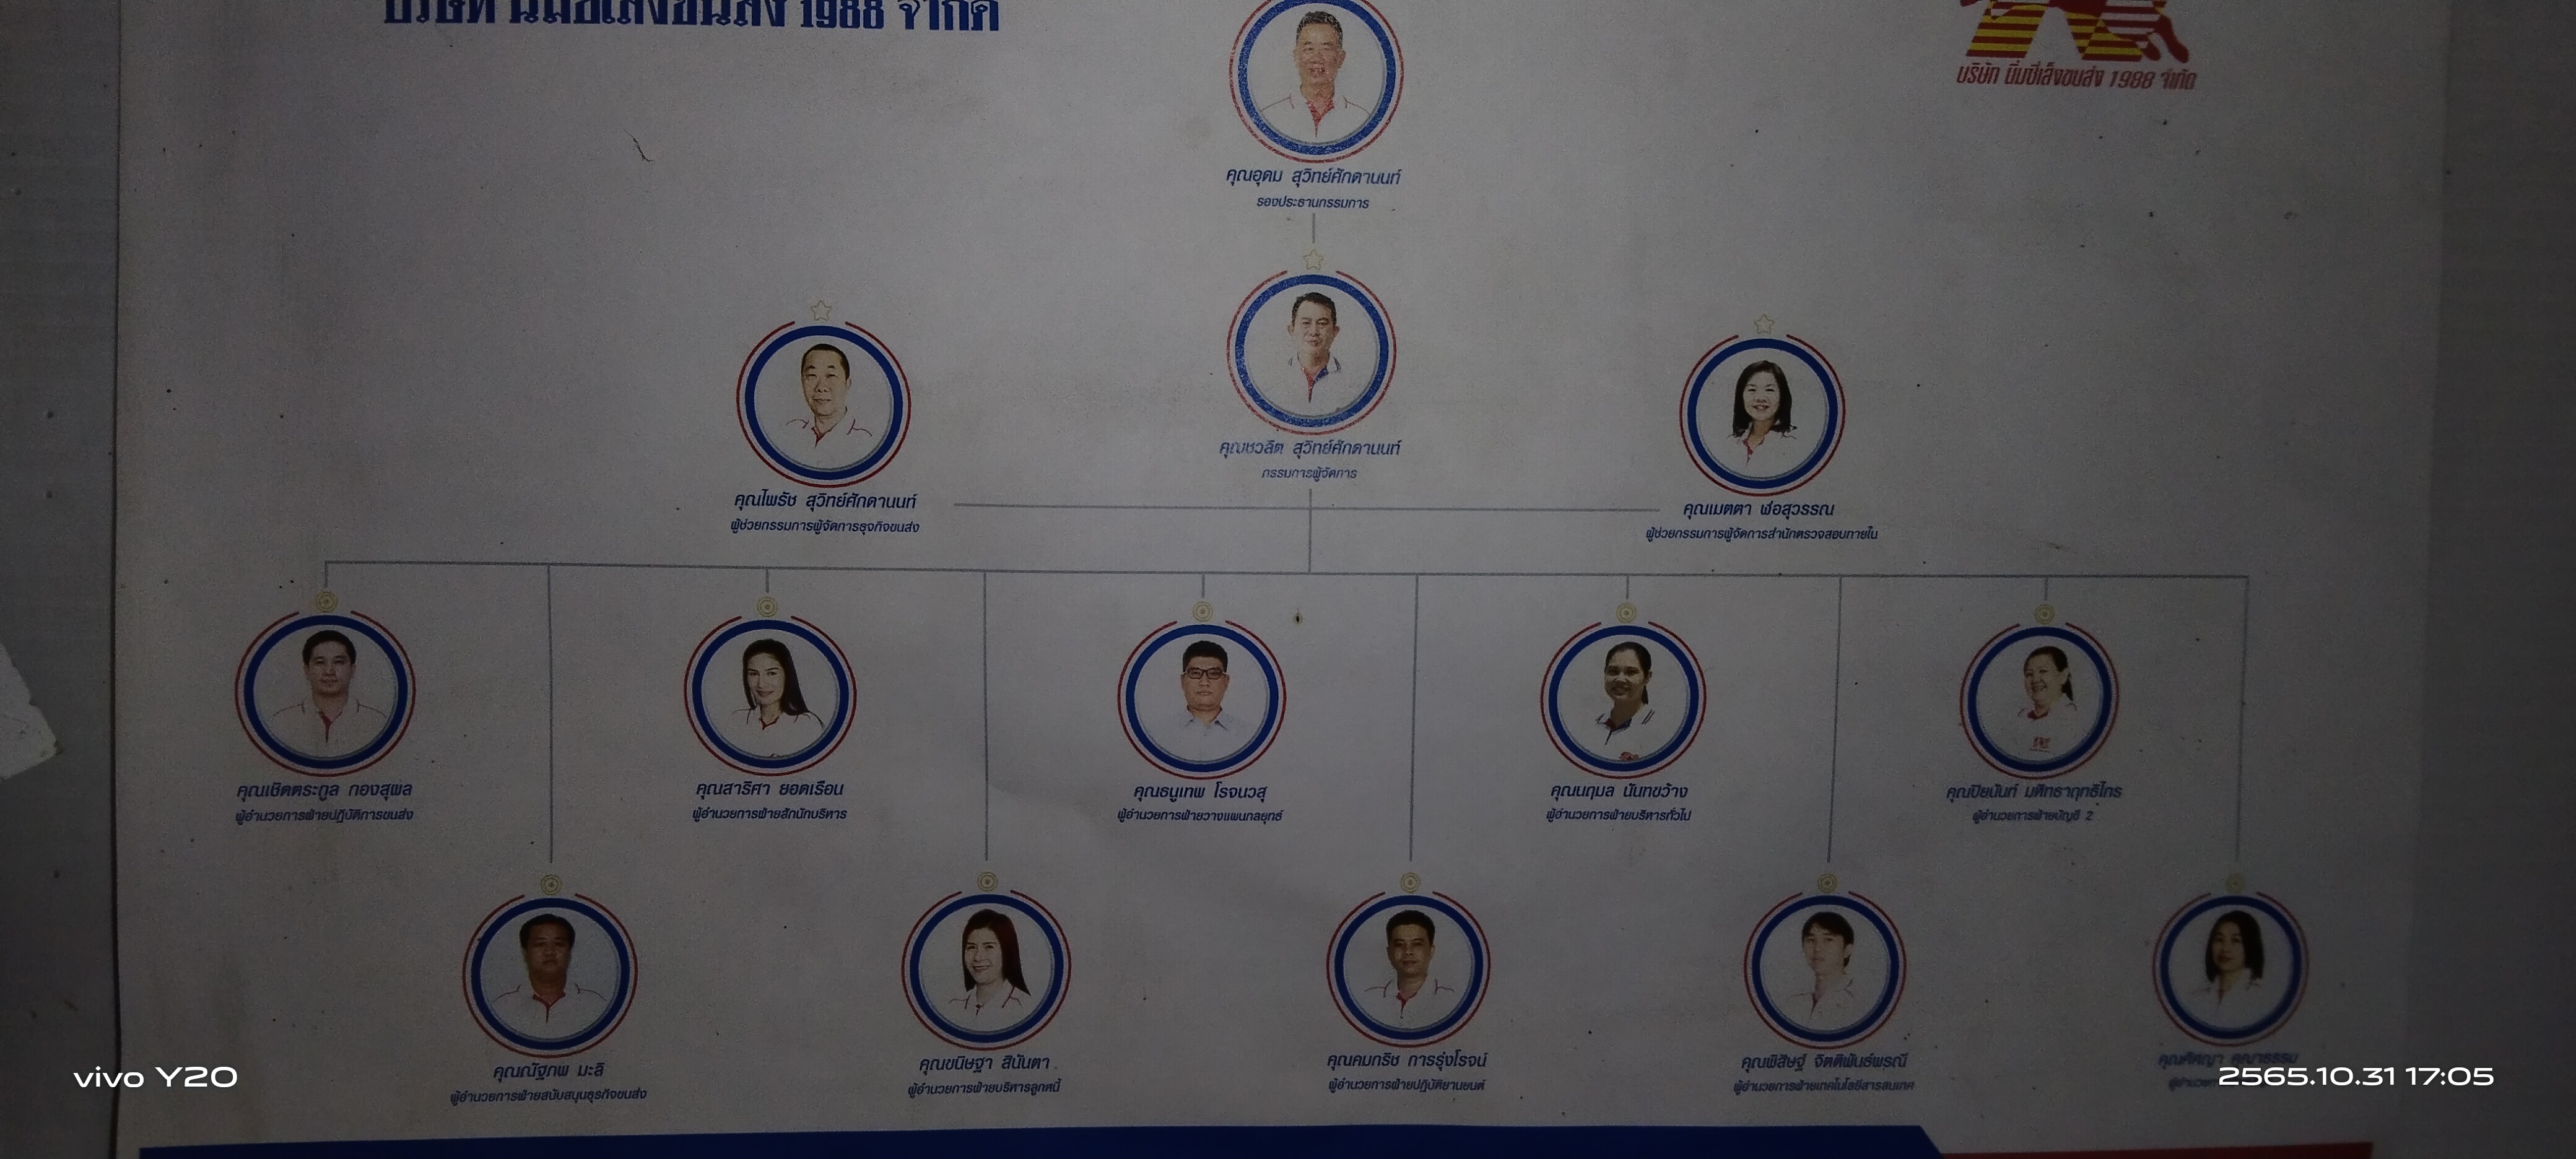 บริษัท นิ่มซี่เส็งขนส่ง 1988 จำกัด
บริษัท นิ่มซี่เส็งขนส่ง 1988 จำกัด
คุณอุดม สุวิทย์ศักดานนท์
รองประธานกรรมการ
คุณชวลิต สุวิทย์ศักดานนท์
กรรมการผู้จัดการ
คุณไพรัช สุวิทย์ศักดานนท์
ผู้ช่วยกรรมการผู้จัดการธุรกิจขนส่ง
คุณเมตตา ฬ่อสุวรรณ
ผู้ช่วยกรรมการผู้จัดการสำนักตรวจสอบภายใน
คุณเชิดตระกูล กองสุพล
ผู้อำนวยการฝ่ายปฏิบัติการขนส่ง
คุณสาริศา ยอดเรือน
ผู้อำนวยการฝ่ายสำนักบริหาร
คุณธนูเทพ โรจนวสุ
ผู้อำนวยการฝ่ายวางแผนกลยุทธ์
คุณนฤมล นันทขว้าง
ผู้อำนวยการฝ่ายบริหารทั่วไป
คุณปิยนันท์
ผู้อำนวยการฝ่ายบัญชี 2
คุณณัฐภพ มะลิ
ผู้อำนวยการฝ่ายสนับสนุนธุรกิจขนส่ง
คุณขนิษฐา สินันตา
ผู้อำนวยการฝ่ายบริหารลูกหนี้
คุณคมกริช การรุ่งโรจน์
ผู้อำนวยการฝ่ายปฏิบัติยานยนต์
คุณพิสิษฐ์ จิตติพันธ์พรณี
ผู้อำนวยการฝ่ายเทคโนโลยีสารสนเทศ
vivo Y20
2565.10.31 17:05